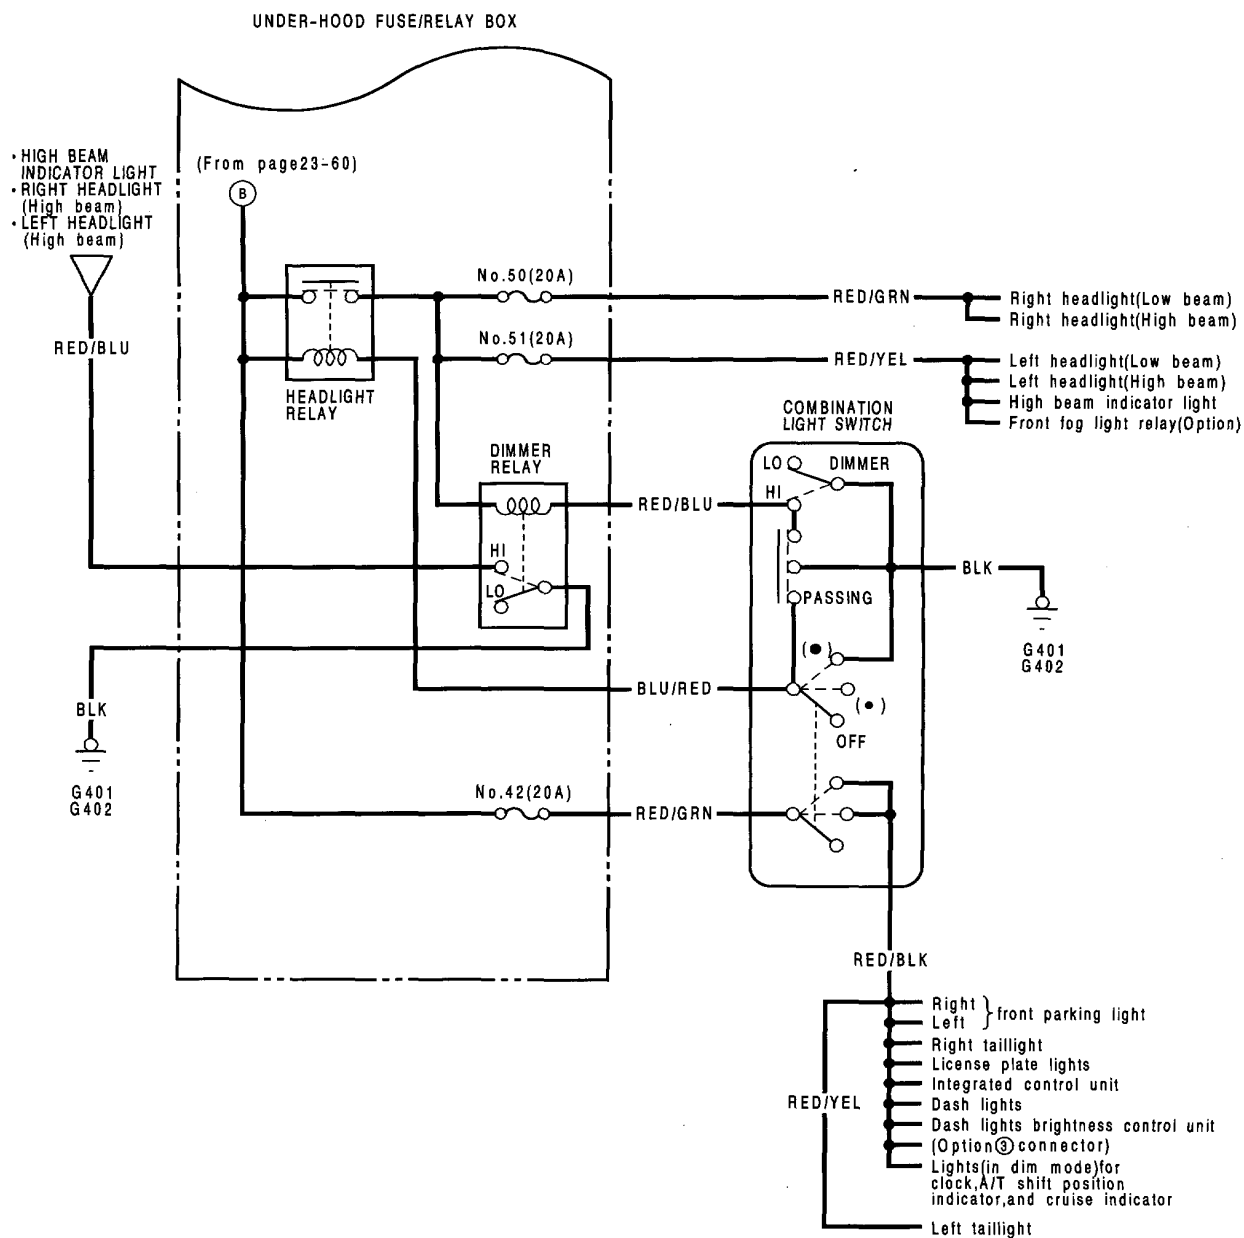 UNDER-HOOD FUSE/RELAY BOX
• HIGH BEAM
INDICATOR LIGHT
• RIGHT HEADLIGHT
(High beam)
• LEFT HEADLIGHT
(High beam)
(From page23-60)
B
RED/BLU
HEADLIGHT
RELAY
No.50(20A)
RED/GRN
Right headlight(Low beam)
Right headlight(High beam)
No.51(20A)
RED/YEL
Left headlight(Low beam)
Left headlight(High beam)
High beam indicator light
Front fog light relay(Option)
COMBINATION
LIGHT SWITCH
DIMMER
RELAY
LO
DIMMER
HI
RED/BLU
HI
LO
BLK
PASSING
G401
G402
(●)
BLU/RED
(•)
OFF
BLK
G401
G402
No.42(20A)
RED/GRN
RED/BLK
Right
Left
front parking light
Right taillight
License plate lights
Integrated control unit
RED/YEL
Dash lights
Dash lights brightness control unit
(Option③connector)
Lights(in dim mode)for
clock,A/T shift position
indicator,and cruise indicator
Left taillight